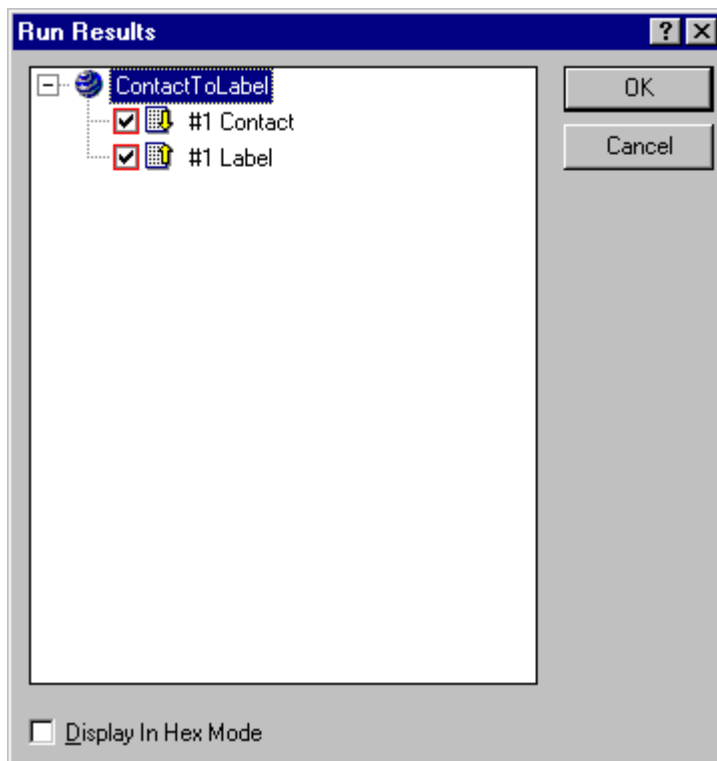 Run Results
ContactToLabel
#1 Contact
#1 Label
OK
Cancel
Display In Hex Mode